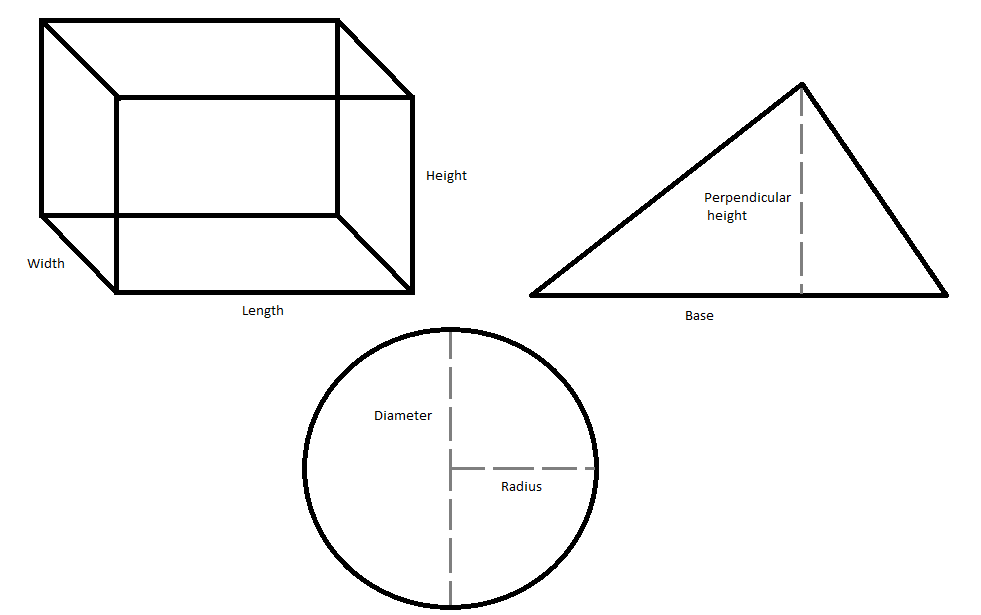 Height
Width
Length
Perpendicular
height
Base
Diameter
Radius